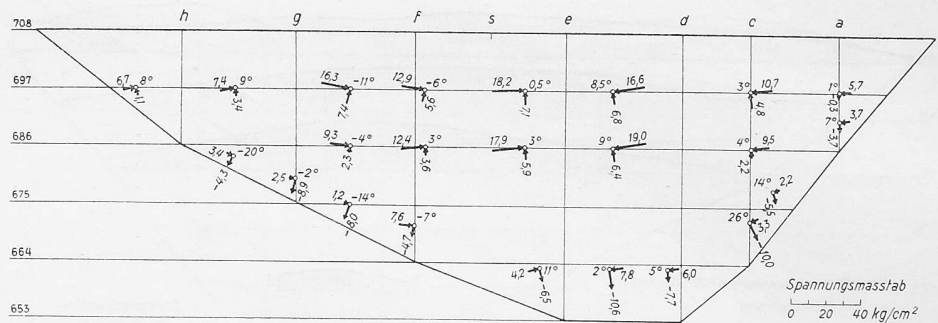 h g f s e d c a
708
697
6,7 8° 7,4 9° 16,3 -11° 12,9 -6° 18,2 0,5° 8,5° 16,6 3° 10,7 1° 5,7
1,1 3,4 7,4 5,6 7,1 6,8 4,8 -0,3
7° 3,7
-3,7
686
9,3 -4° 12,4 3° 17,9 3° 9° 19,0 4° 9,5
2,3 3,6 5,9 6,4 2,2
3,4 -20°
-4,3
675
2,5 -2° 14° 2,2
-8,9 -5,5
1,2 -14°
-8,0
7,6 -7° 26° 3,3
-4,7 -10,0
664
4,2 11° 2° 7,8 5° 6,0
-6,5 -10,6 -7,7
653
Spannungsmasstab
0 20 40 kg/cm²